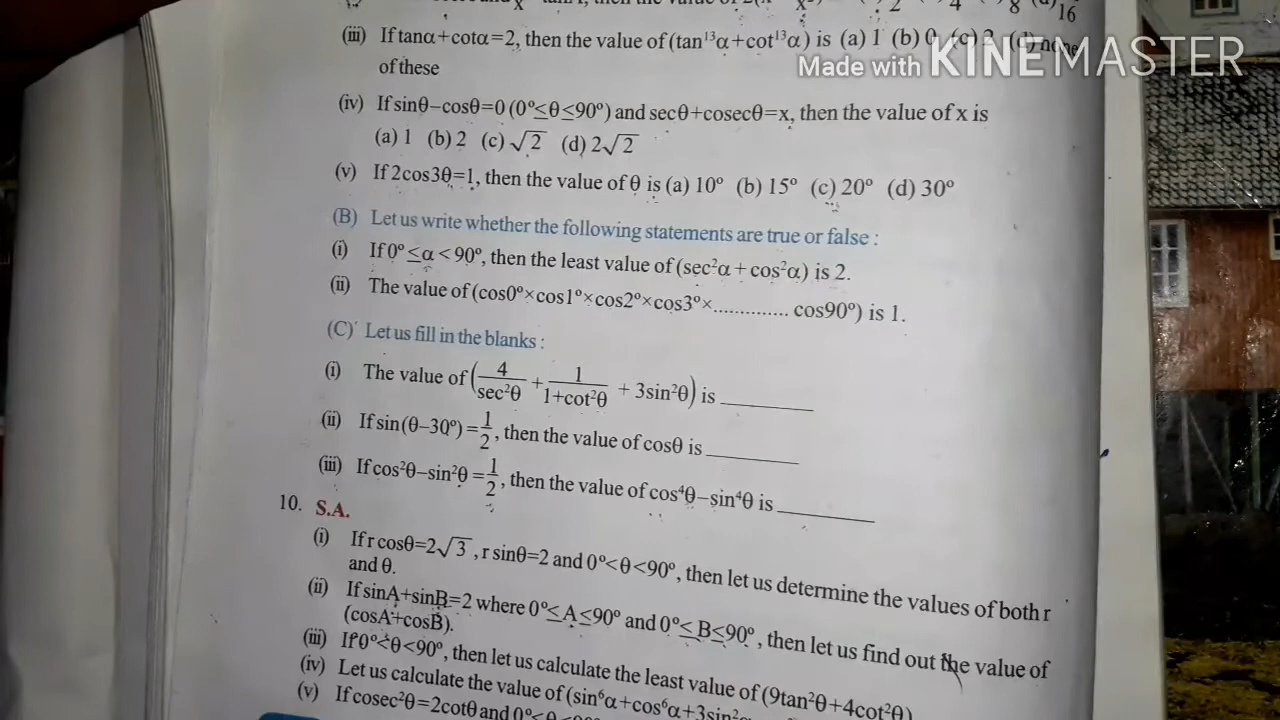 then the value of
16
(iii) If tanα+cotα=2, then the value of (tan¹³α+cot¹³α) is (a) 1 (b) 0 (c) 2 (d) none
of these
Made with KINEMASTER
(iv) If sinθ–cosθ=0 (0°≤θ≤90°) and secθ+cosecθ=x, then the value of x is
(a) 1 (b) 2 (c) √2 (d) 2√2
(v) If 2cos3θ=1, then the value of θ is (a) 10° (b) 15° (c) 20° (d) 30°
(B) Let us write whether the following statements are true or false :
(i) If 0°≤α<90°, then the least value of (sec²α+cos²α) is 2.
(ii) The value of (cos0°×cos1°×cos2°×cos3°×.............. cos90°) is 1.
(C) Let us fill in the blanks :
(i) The value of (4/sec²θ + 1/1+cot²θ + 3sin²θ) is ________
(ii) If sin(θ–30°)=1/2, then the value of cosθ is ________
(iii) If cos²θ–sin²θ=1/2, then the value of cos⁴θ–sin⁴θ is ________
10. S.A.
(i) If r cosθ=2√3, r sinθ=2 and 0°<θ<90°, then let us determine the values of both r
and θ.
(ii) If sinA+sinB=2 where 0°≤A≤90° and 0°≤B≤90°, then let us find out the value of
(cosA+cosB).
(iii) If 0°<θ<90°, then let us calculate the least value of (9tan²θ+4cot²θ)
(iv) Let us calculate the value of (sin⁶α+cos⁶α+3sin²
(v) If cosec²θ=2cotθ and 0°<θ